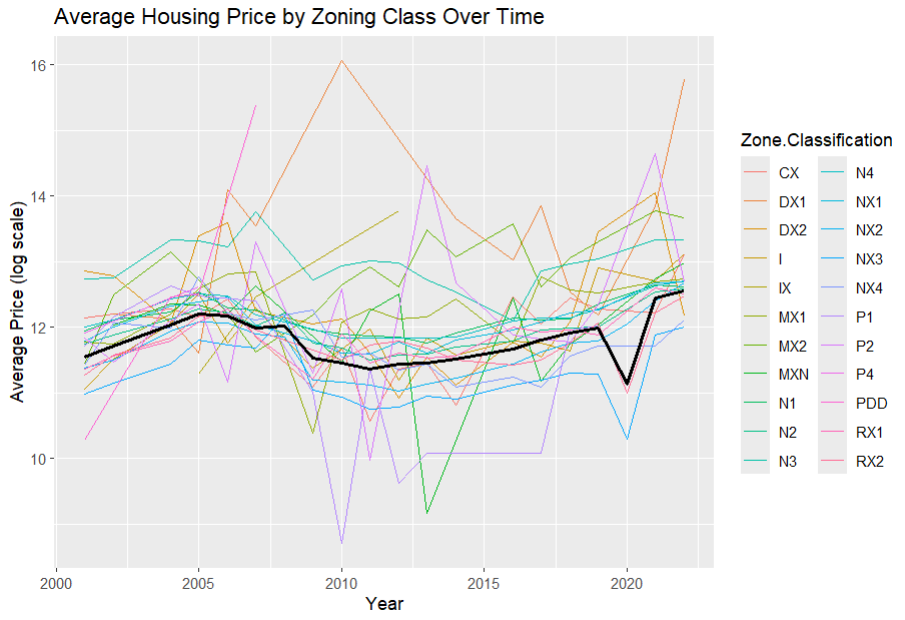 Average Housing Price by Zoning Class Over Time
Average Price (log scale)
16
14
12
10
2000
2005
2010
2015
2020
Year
Zone.Classification
CX
DX1
DX2
I
IX
MX1
MX2
MXN
N1
N2
N3
N4
NX1
NX2
NX3
NX4
P1
P2
P4
PDD
RX1
RX2